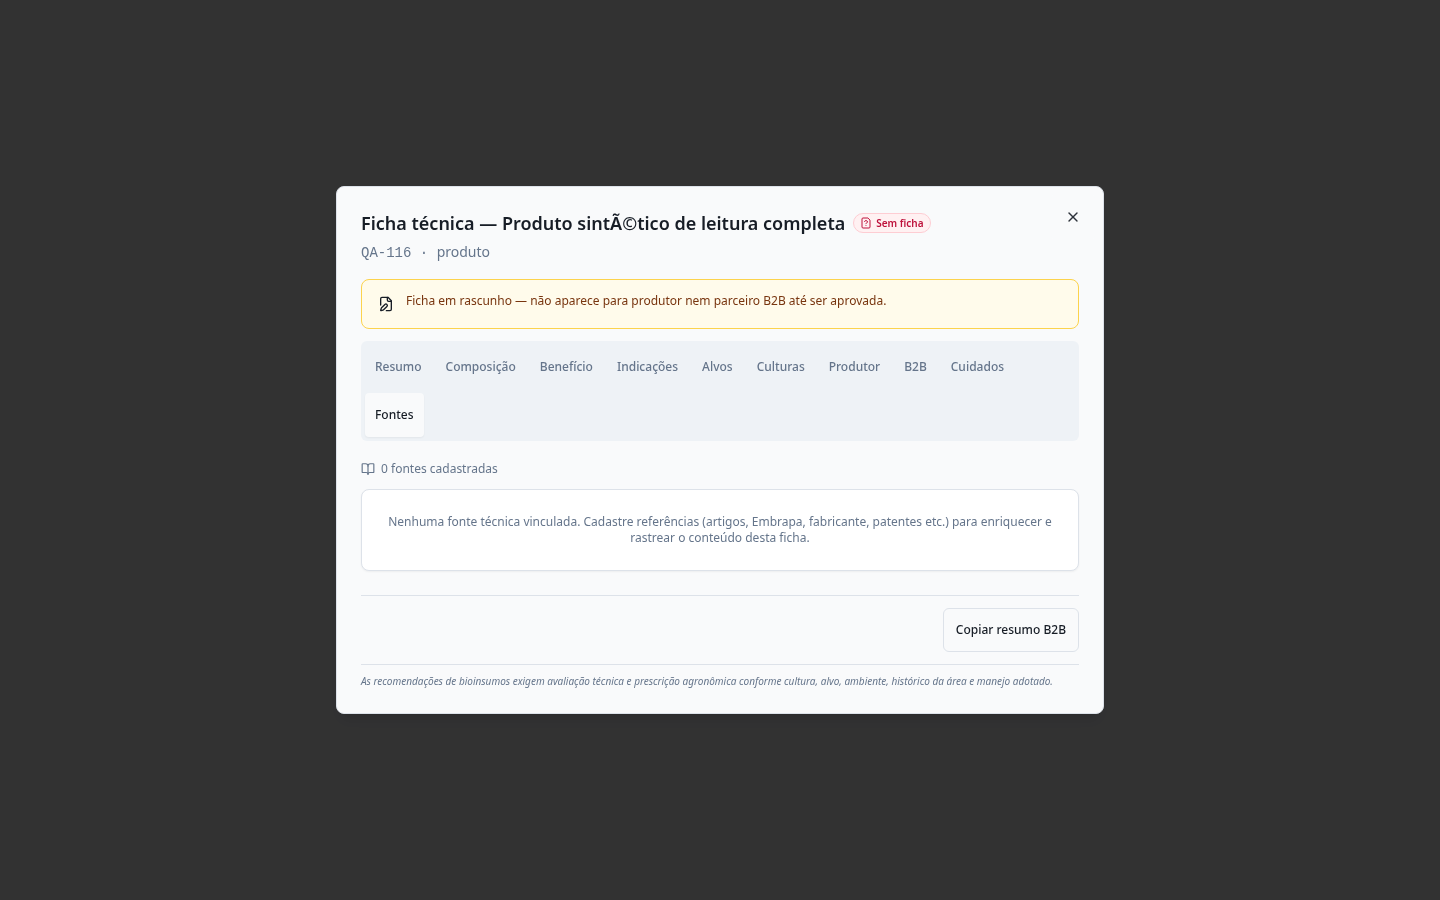 Ficha técnica — Produto sintÃ©tico de leitura completa Sem ficha
QA-116 · produto
Ficha em rascunho — não aparece para produtor nem parceiro B2B até ser aprovada.
Resumo Composição Benefício Indicações Alvos Culturas Produtor B2B Cuidados
Fontes
0 fontes cadastradas
Nenhuma fonte técnica vinculada. Cadastre referências (artigos, Embrapa, fabricante, patentes etc.) para enriquecer e
rastrear o conteúdo desta ficha.
Copiar resumo B2B
As recomendações de bioinsumos exigem avaliação técnica e prescrição agronômica conforme cultura, alvo, ambiente, histórico da área e manejo adotado.